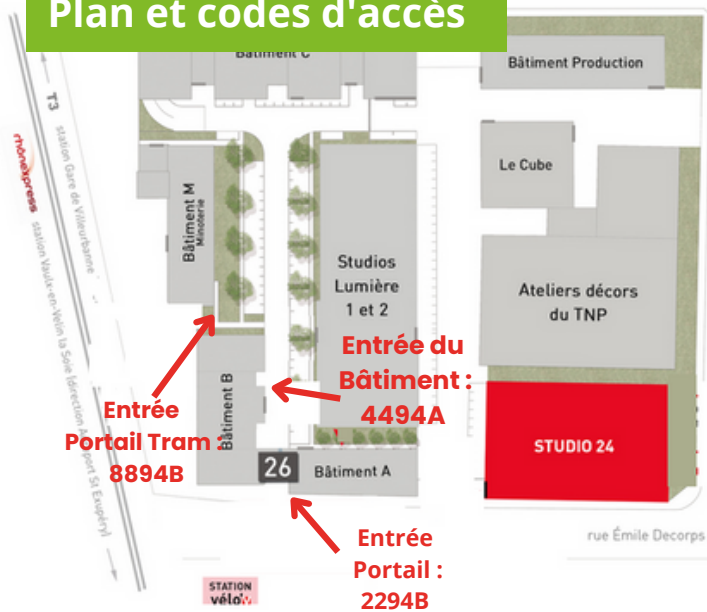 Plan et codes d'accès
Bâtiment C
Bâtiment Production
T3
station Gare de Villeurbanne
rhônexpress
station Vaulx-en-Velin la Soie (direction Aéroport St Exupéry)
Bâtiment M
Minoterie
Le Cube
Studios
Lumière
1 et 2
Ateliers décors
du TNP
Entrée du
Bâtiment :
4494A
Bâtiment B
Entrée
Portail Tram :
8894B
STUDIO 24
26
Bâtiment A
Entrée
Portail :
2294B
rue Émile Decorps
STATION
vélo'v